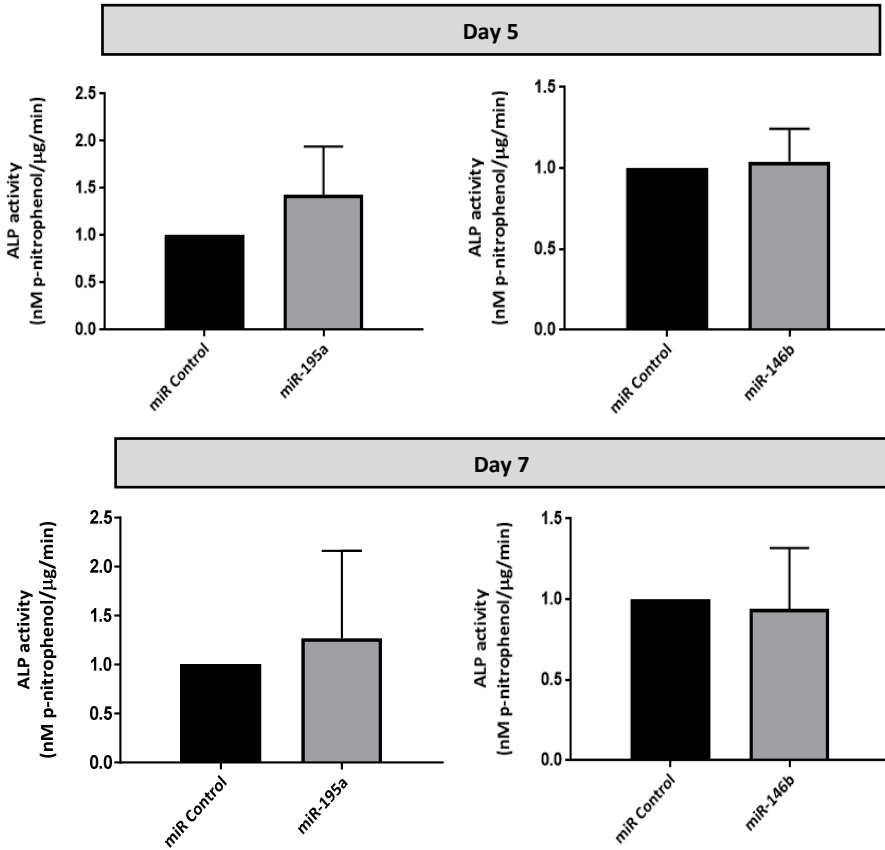 Day 5
ALP activity
(nM p-nitrophenol/µg/min)
2.5
2.0
1.5
1.0
0.5
0.0
miR Control
miR-195a
ALP activity
(nM p-nitrophenol/µg/min)
1.5
1.0
0.5
0.0
miR Control
miR-146b
Day 7
ALP activity
(nM p-nitrophenol/µg/min)
2.5
2.0
1.5
1.0
0.5
0.0
miR Control
miR-195a
ALP activity
(nM p-nitrophenol/µg/min)
1.5
1.0
0.5
0.0
miR Control
miR-146b